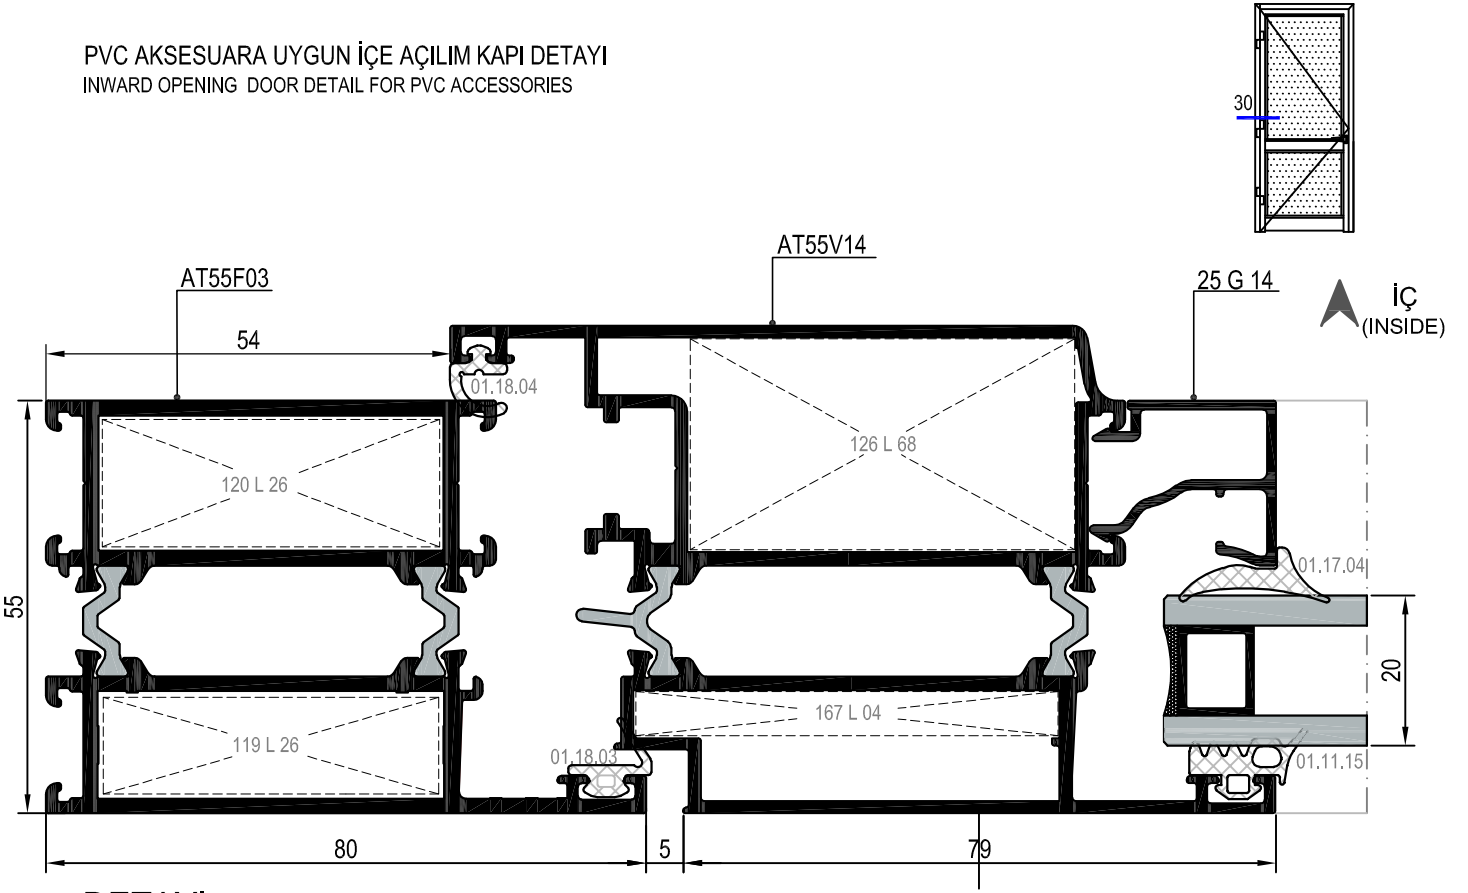 PVC AKSESUARA UYGUN İÇE AÇILIM KAPI DETAYI
INWARD OPENING DOOR DETAIL FOR PVC ACCESSORIES
30
AT55V14
AT55F03
25 G 14
İÇ
(INSIDE)
54
01.18.04
126 L 68
120 L 26
01.17.04
55
20
167 L 04
119 L 26
01.18.03
01.11.15
80
5
79